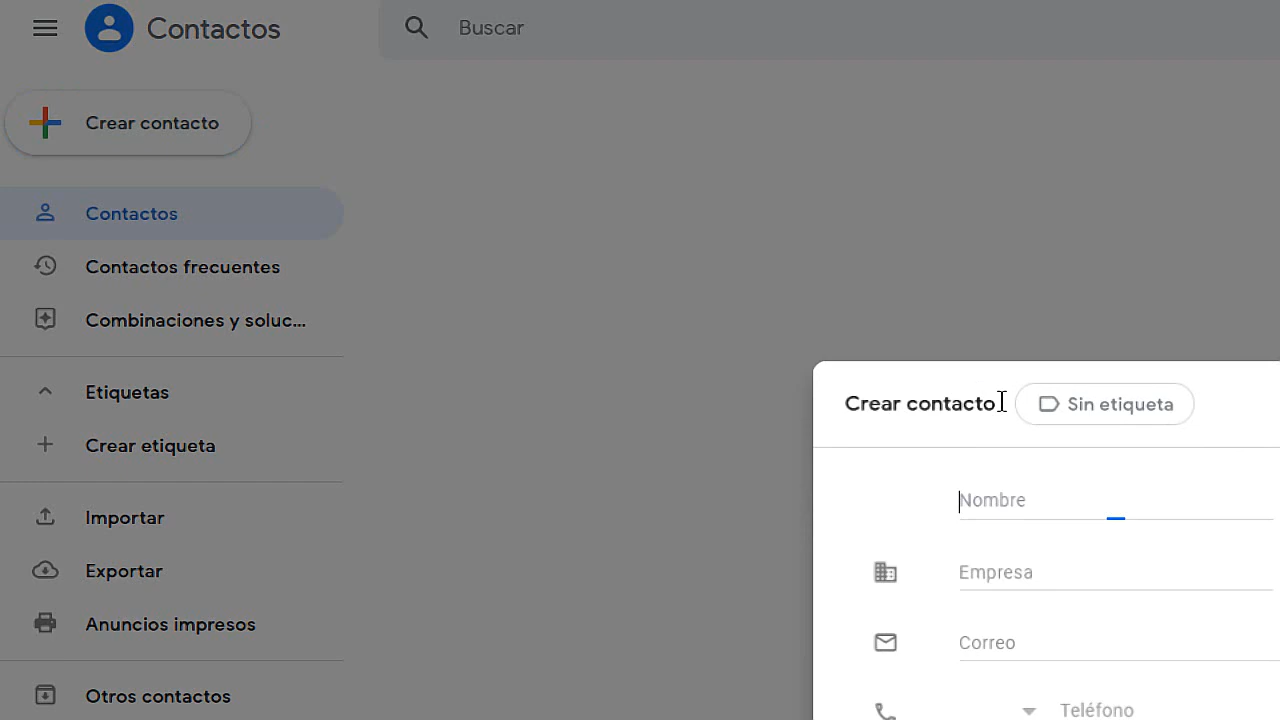 Contactos
Buscar
Crear contacto
Contactos
Contactos frecuentes
Combinaciones y soluc...
Etiquetas
Crear etiqueta
Importar
Exportar
Anuncios impresos
Otros contactos
Crear contacto
Sin etiqueta
Nombre
Empresa
Correo
Teléfono